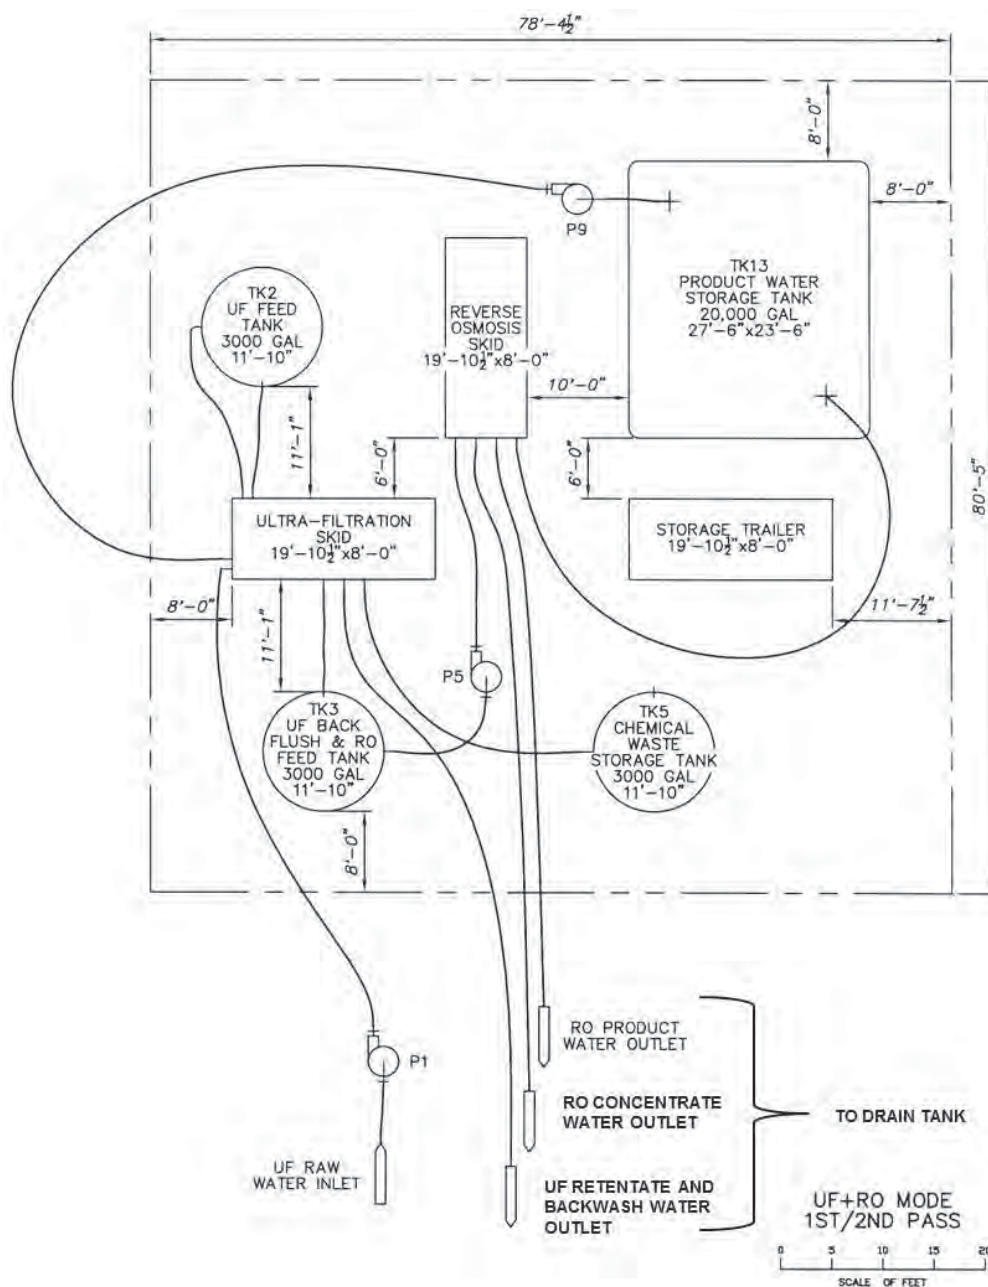 78'-4½"
8'-0"
8'-0"
P9
TK13
PRODUCT WATER
STORAGE TANK
20,000 GAL
27'-6"x23'-6"
TK2
UF FEED
TANK
3000 GAL
11'-10"
REVERSE
OSMOSIS
SKID
19'-10½"x8'-0"
10'-0"
11'-1"
6'-0"
6'-0"
80'-5"
ULTRA-FILTRATION
SKID
19'-10½"x8'-0"
STORAGE TRAILER
19'-10½"x8'-0"
8'-0"
11'-1"
11'-7½"
P5
TK3
UF BACK
FLUSH & RO
FEED TANK
3000 GAL
11'-10"
TK5
CHEMICAL
WASTE
STORAGE TANK
3000 GAL
11'-10"
8'-0"
RO PRODUCT
WATER OUTLET
P1
RO CONCENTRATE
WATER OUTLET
TO DRAIN TANK
UF RAW
WATER INLET
UF RETENTATE AND
BACKWASH WATER
OUTLET
UF+RO MODE
1ST/2ND PASS
0 5 10 15 20
SCALE OF FEET